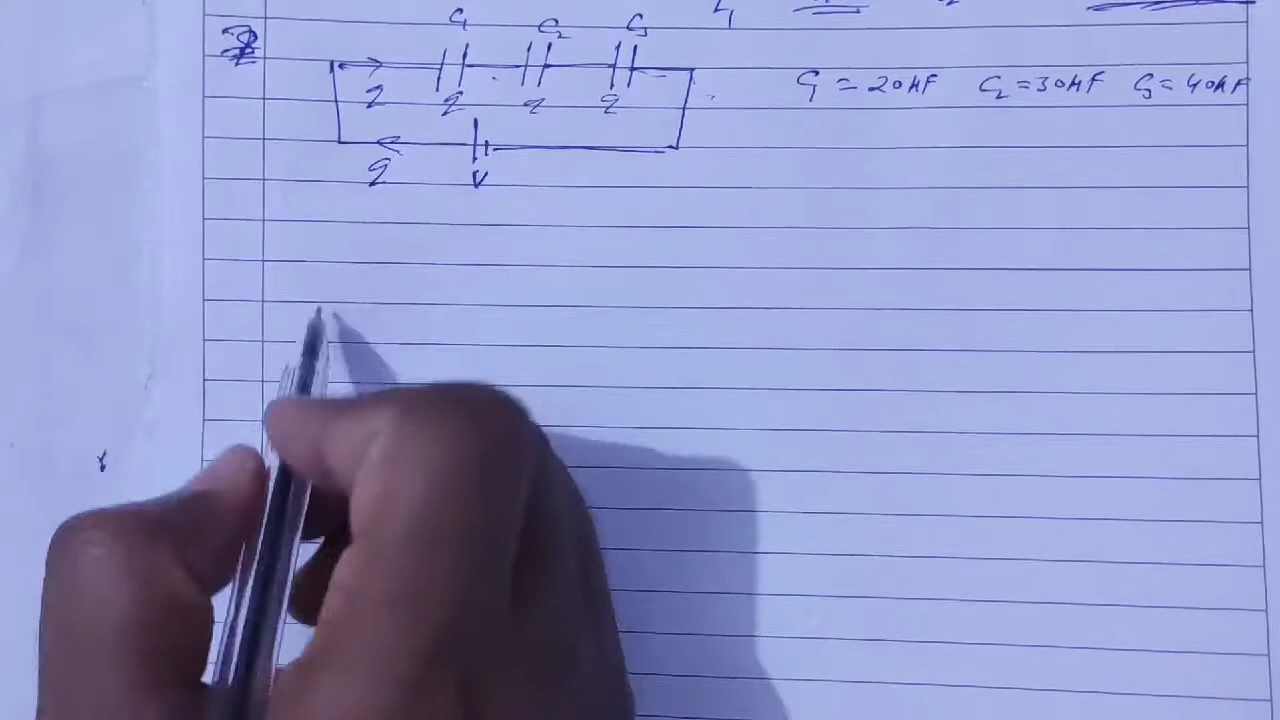 C₁ C₂ C₃
C₁ = 20μF C₂ = 30μF C₃ = 40μF
q q q q
q V